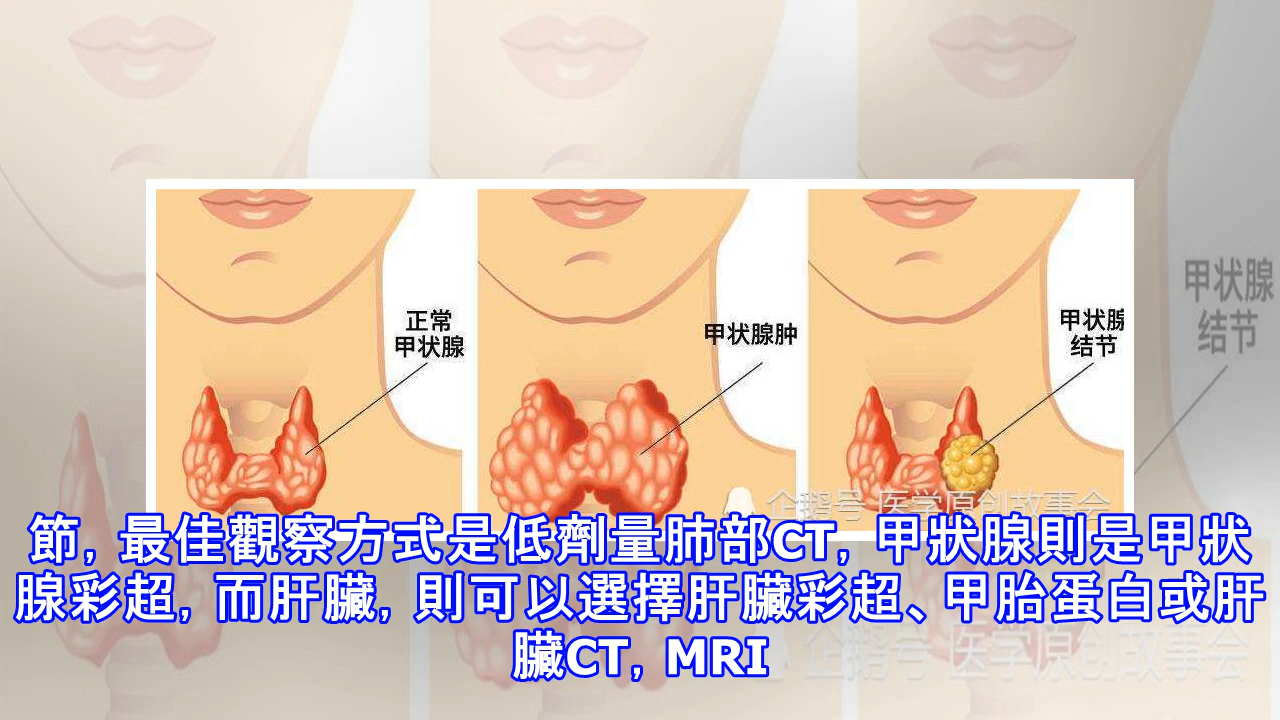 正常
甲状腺
甲状腺肿
甲状腺
结节
甲状腺
结节
企鹅号 医学原创故事会
節, 最佳觀察方式是低劑量肺部CT, 甲狀腺則是甲狀
腺彩超, 而肝臟, 則可以選擇肝臟彩超、甲胎蛋白或肝
臟CT, MRI
企鹅号 医学原创故事会